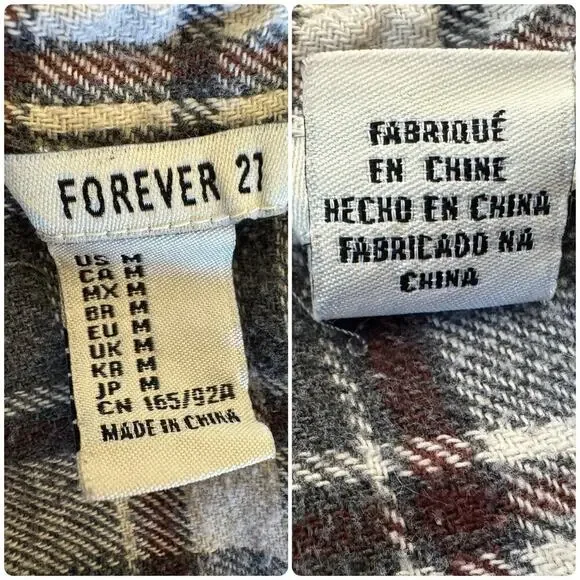 FOREVER 21
US M
CA M
MX M
BR M
EU M
UK M
KR M
JP M
CN 165/92A
MADE IN CHINA
FABRIQUÉ
EN CHINE
HECHO EN CHINA
FABRICADO NA
CHINA